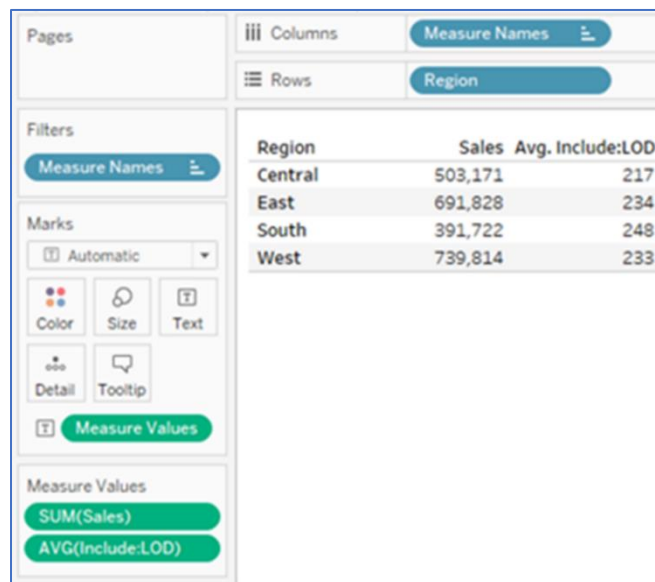 Pages
Columns Measure Names
Rows Region
Filters
Measure Names
Marks
Automatic
Color Size Text
Detail Tooltip
Measure Values
Measure Values
SUM(Sales)
AVG(Include:LOD)
Region Sales Avg. Include:LOD
Central 503,171 217
East 691,828 234
South 391,722 248
West 739,814 233